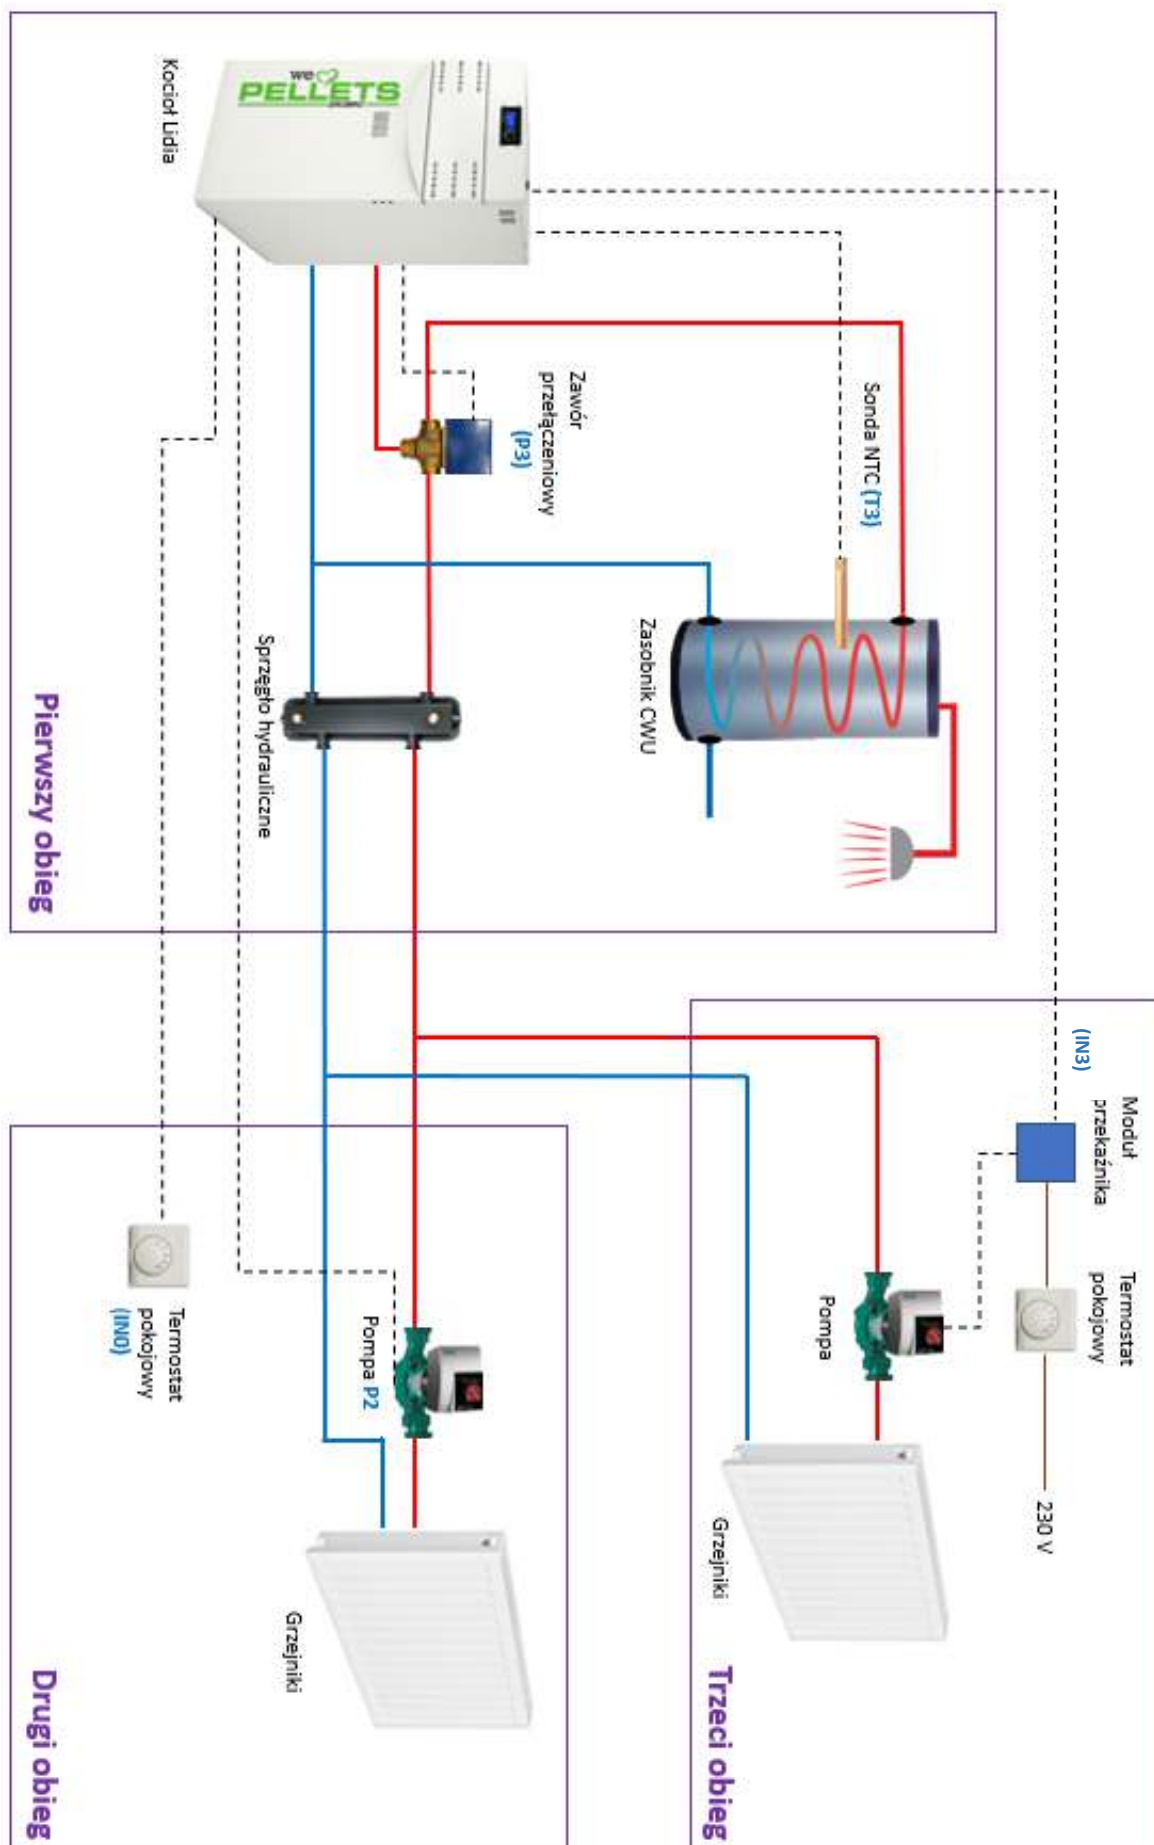 Kocioł Lidia
we
PELLETS
Zawór
przełączeniowy
(P3)
Sonda NTC (T3)
Zasobnik CWU
Sprzęgło hydrauliczne
Pierwszy obieg
(IN3)
Moduł
przekaźnika
Termostat
pokojowy
230 V
Pompa
Grzejniki
Trzeci obieg
Termostat
pokojowy
(IN0)
Pompa P2
Grzejniki
Drugi obieg